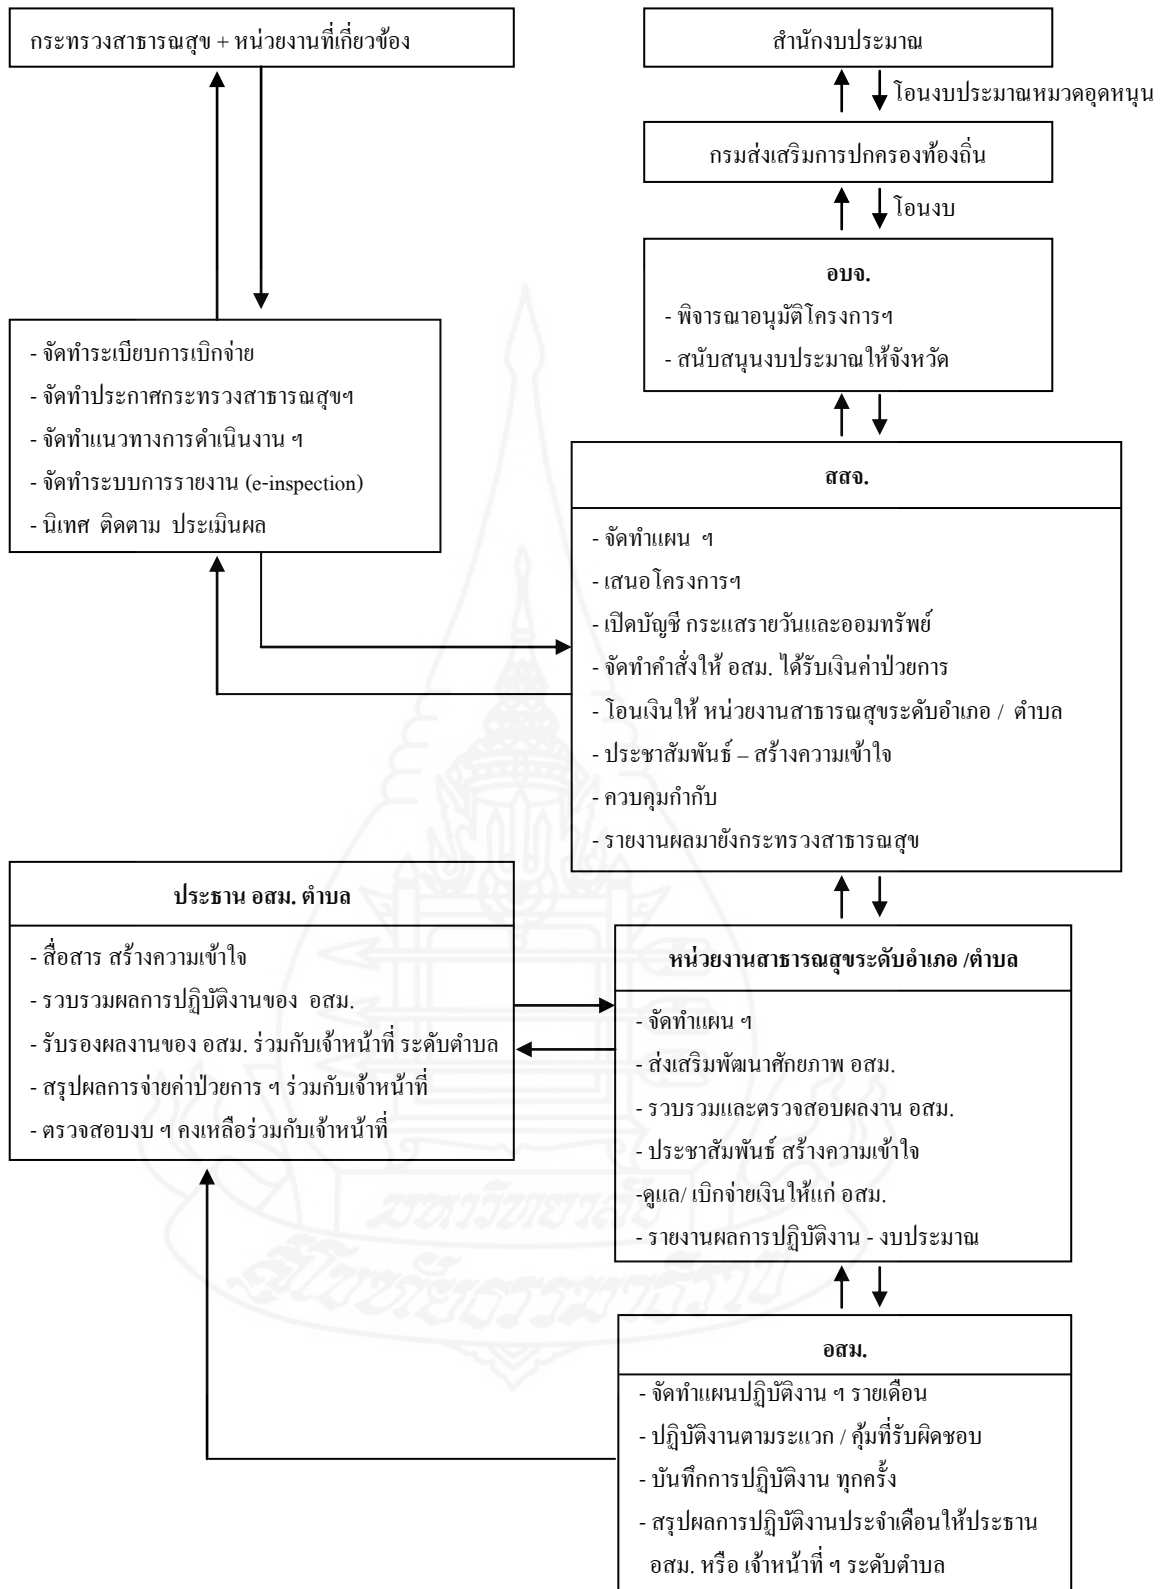 กระทรวงสาธารณสุข + หน่วยงานที่เกี่ยวข้อง
สำนักงบประมาณ
โอนงบประมาณหมวดอุดหนุน
กรมส่งเสริมการปกครองท้องถิ่น
โอนงบ
อบจ.
- พิจารณาอนุมัติโครงการฯ
- สนับสนุนงบประมาณให้จังหวัด
- จัดทำระเบียบการเบิกจ่าย
- จัดทำประกาศกระทรวงสาธารณสุขฯ
- จัดทำแนวทางการดำเนินงาน ฯ
- จัดทำระบบการรายงาน (e-inspection)
- นิเทศ ติดตาม ประเมินผล
สสจ.
- จัดทำแผน ฯ
- เสนอโครงการฯ
- เปิดบัญชี กระแสรายวันและออมทรัพย์
- จัดทำคำสั่งให้ อสม. ได้รับเงินค่าป่วยการ
- โอนเงินให้ หน่วยงานสาธารณสุขระดับอำเภอ / ตำบล
- ประชาสัมพันธ์ – สร้างความเข้าใจ
- ควบคุมกำกับ
- รายงานผลมายังกระทรวงสาธารณสุข
ประธาน อสม. ตำบล
- สื่อสาร สร้างความเข้าใจ
- รวบรวมผลการปฏิบัติงานของ อสม.
- รับรองผลงานของ อสม. ร่วมกับเจ้าหน้าที่ ระดับตำบล
- สรุปผลการจ่ายค่าป่วยการ ฯ ร่วมกับเจ้าหน้าที่
- ตรวจสอบงบ ฯ คงเหลือร่วมกับเจ้าหน้าที่
หน่วยงานสาธารณสุขระดับอำเภอ /ตำบล
- จัดทำแผน ฯ
- ส่งเสริมพัฒนาศักยภาพ อสม.
- รวบรวมและตรวจสอบผลงาน อสม.
- ประชาสัมพันธ์ สร้างความเข้าใจ
-ดูแล/ เบิกจ่ายเงินให้แก่ อสม.
- รายงานผลการปฏิบัติงาน - งบประมาณ
มหาวิทยาลัย
สุโขทัยธรรมาธิราช
อสม.
- จัดทำแผนปฏิบัติงาน ฯ รายเดือน
- ปฏิบัติงานตามระแวก / คุ้มที่รับผิดชอบ
- บันทึกการปฏิบัติงาน ทุกครั้ง
- สรุปผลการปฏิบัติงานประจำเดือนให้ประธาน
อสม. หรือ เจ้าหน้าที่ ฯ ระดับตำบล